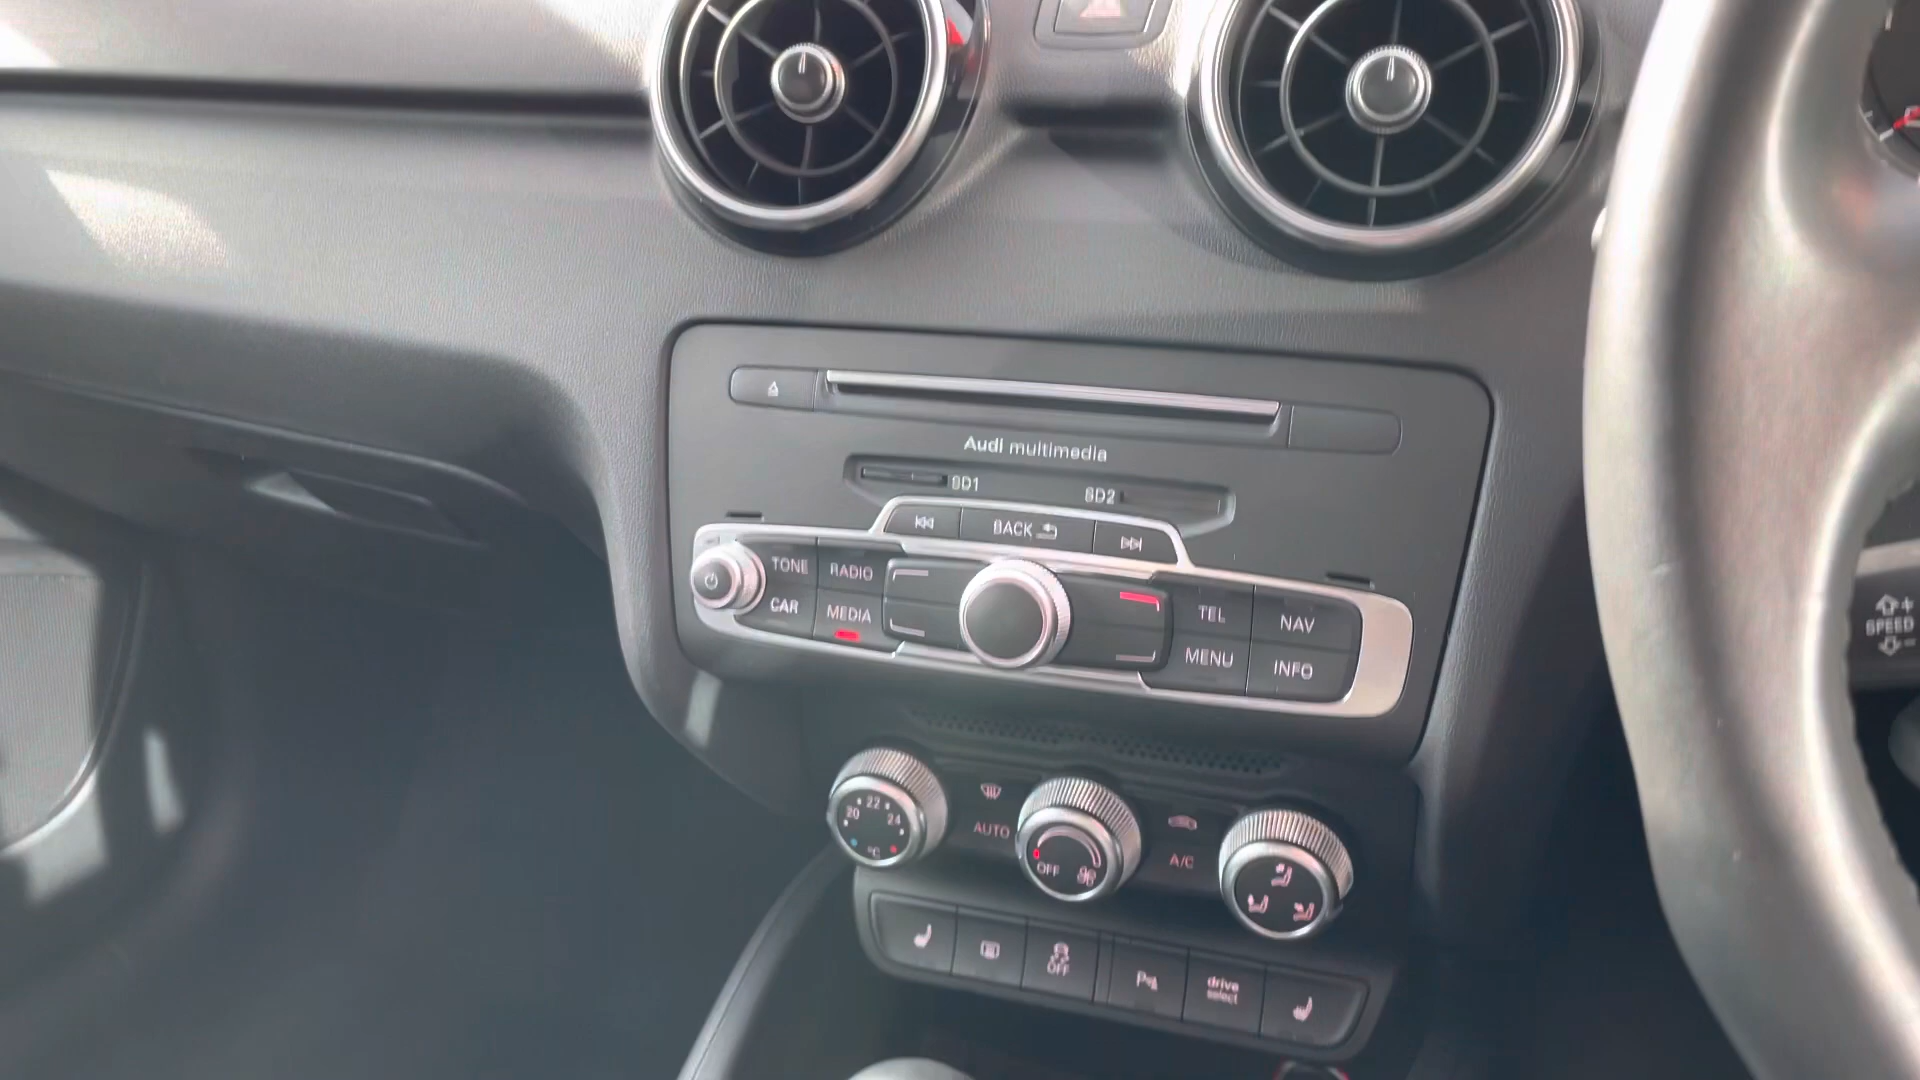 Audi multimedia
SD1
SD2
BACK
TONE
RADIO
CAR
MEDIA
TEL
NAV
MENU
INFO
SPEED
20 22 24
°C
AUTO
OFF
A/C
OFF
P
drive
select